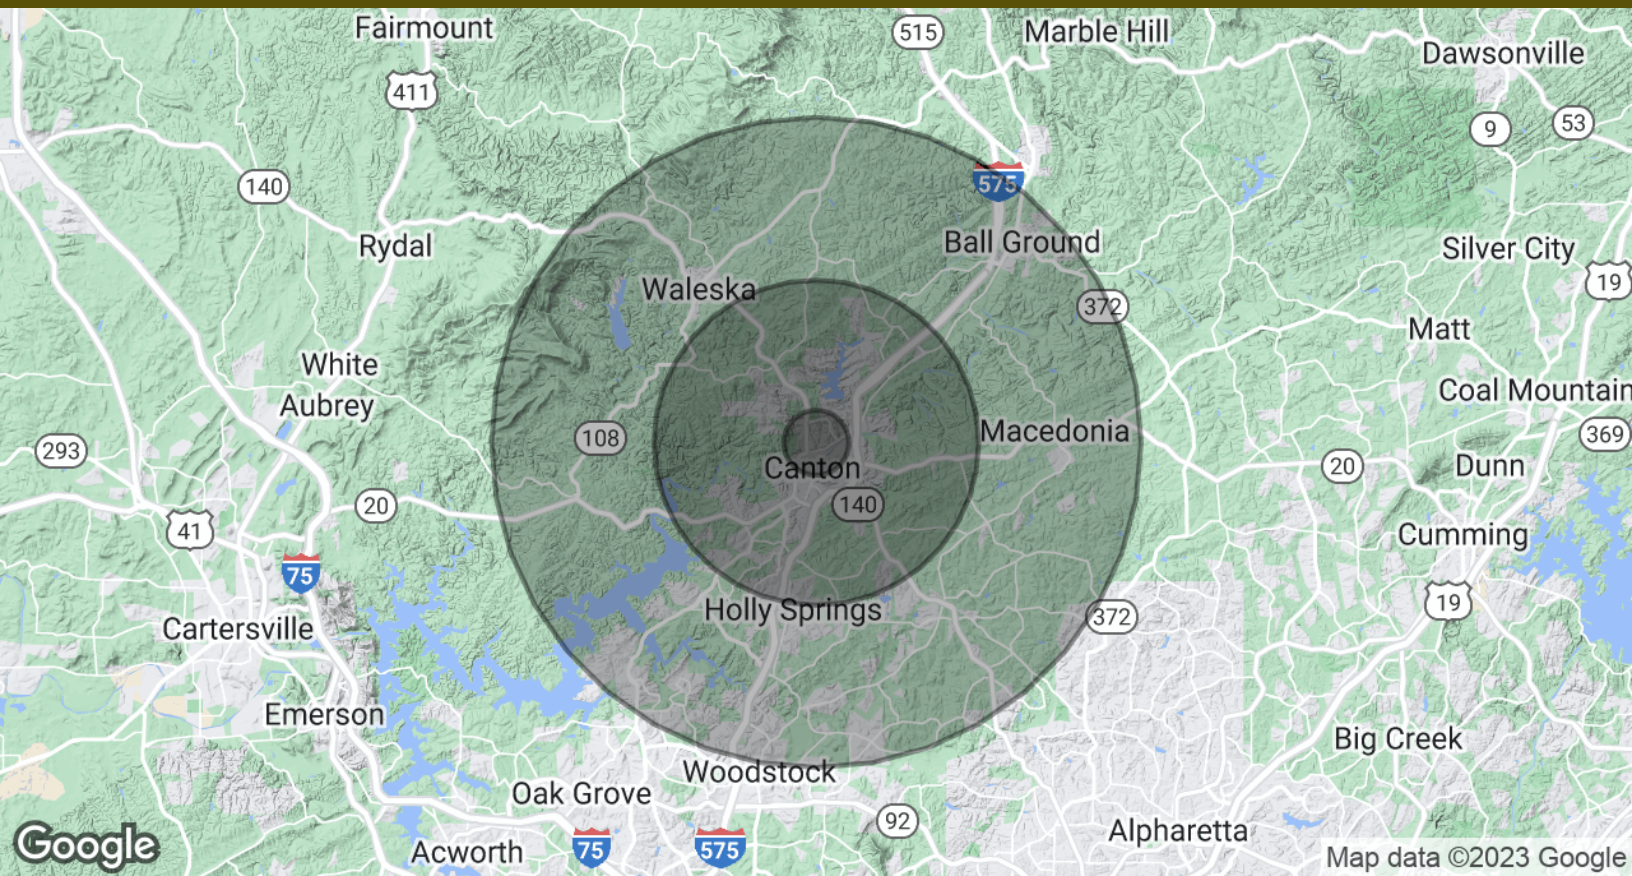 Fairmount
515
Marble Hill
Dawsonville
411
9
53
140
575
Rydal
Ball Ground
Silver City
19
Waleska
372
Matt
White
Aubrey
Coal Mountain
293
108
Macedonia
369
Canton
20
Dunn
20
140
41
Cumming
75
19
Holly Springs
372
Cartersville
Emerson
Big Creek
Woodstock
Oak Grove
92
Alpharetta
Google
Acworth
75
575
Map data ©2023 Google